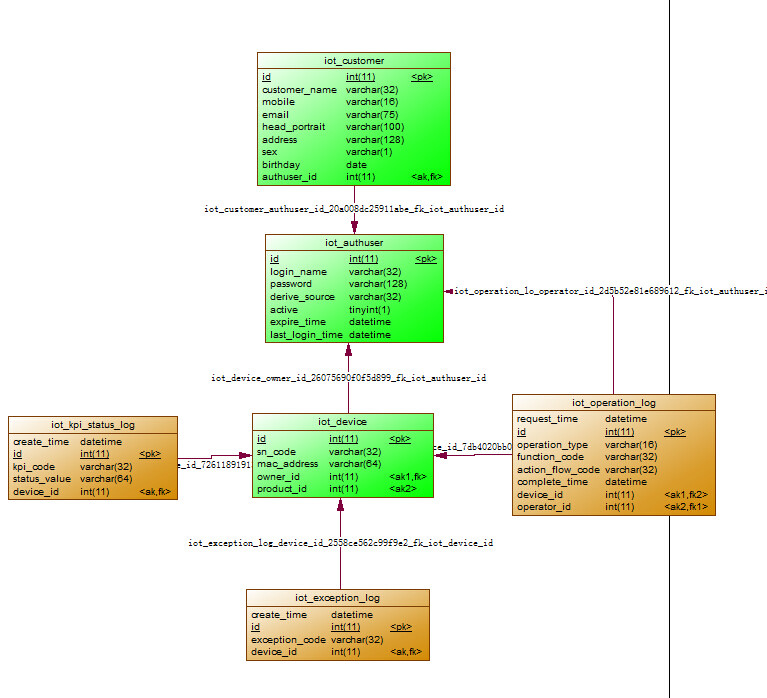 iot_customer
id int(11) <pk>
customer_name varchar(32)
mobile varchar(16)
email varchar(75)
head_portrait varchar(100)
address varchar(128)
sex varchar(1)
birthday date
authuser_id int(11) <ak,fk>
iot_customer_authuser_id_20a008dc25911abe_fk_iot_authuser_id
iot_authuser
id int(11) <pk>
login_name varchar(32)
password varchar(128)
derive_source varchar(32)
active tinyint(1)
expire_time datetime
last_login_time datetime
iot_operation_lo_operator_id_2d5b52e81e689612_fk_iot_authuser_i
iot_device_owner_id_26075690f0f5d899_fk_iot_authuser_id
iot_kpi_status_log
create_time datetime
id int(11) <pk>
kpi_code varchar(32)
status_value varchar(64)
device_id int(11) <ak,fk>
e_id_7261189191
iot_device
id int(11) <pk>
sn_code varchar(32)
mac_address varchar(64)
owner_id int(11) <ak1,fk>
product_id int(11) <ak2>
ce_id_7db4020bb0
iot_operation_log
request_time datetime
id int(11) <pk>
operation_type varchar(16)
function_code varchar(32)
action_flow_code varchar(32)
complete_time datetime
device_id int(11) <ak1,fk2>
operator_id int(11) <ak2,fk1>
iot_exception_log_device_id_2558ce562c99f9e2_fk_iot_device_id
iot_exception_log
create_time datetime
id int(11) <pk>
exception_code varchar(32)
device_id int(11) <ak,fk>